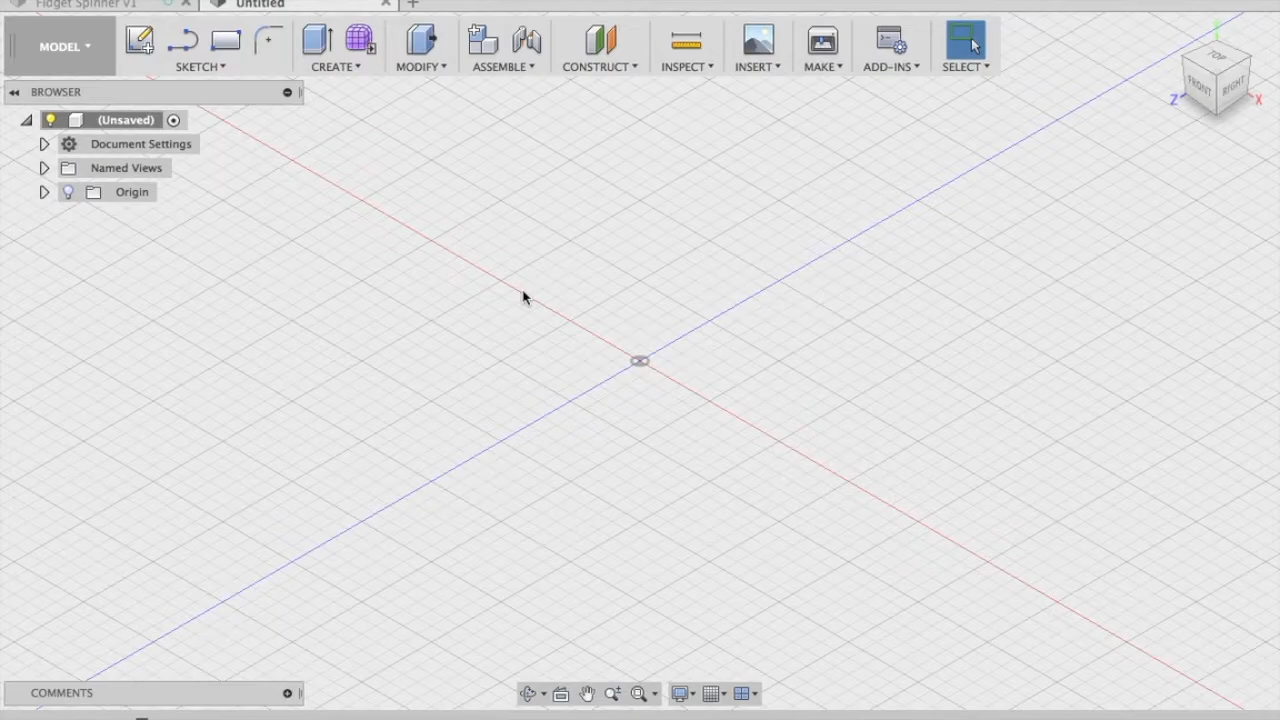 Fidget Spinner v1
Untitled
MODEL
SKETCH
CREATE
MODIFY
ASSEMBLE
CONSTRUCT
INSPECT
INSERT
MAKE
ADD-INS
SELECT
BROWSER
(Unsaved)
Document Settings
Named Views
Origin
TOP
FRONT
RIGHT
Z
X
COMMENTS